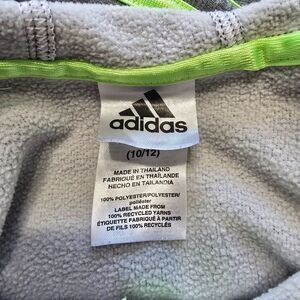 adidas
(10/12)
MADE IN THAILAND
FABRIQUÉ EN THAÏLANDE
HECHO EN TAILANDIA
100% POLYESTER/POLYESTER/
poliéster
LABEL MADE FROM
100% RECYCLED YARNS
ÉTIQUETTE FABRIQUÉ À PARTIR
DE FILS 100% RECYCLÉS